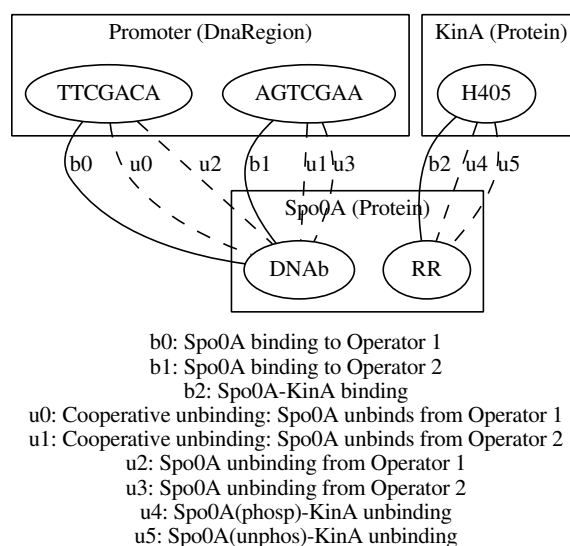 Promoter (DnaRegion) KinA (Protein)
TTCGACA AGTCGAA H405
b0 u0 u2 b1 u1 u3 b2 u4 u5
Spo0A (Protein)
DNAb RR
b0: Spo0A binding to Operator 1
b1: Spo0A binding to Operator 2
b2: Spo0A-KinA binding
u0: Cooperative unbinding: Spo0A unbinds from Operator 1
u1: Cooperative unbinding: Spo0A unbinds from Operator 2
u2: Spo0A unbinding from Operator 1
u3: Spo0A unbinding from Operator 2
u4: Spo0A(phosp)-KinA unbinding
u5: Spo0A(unphos)-KinA unbinding